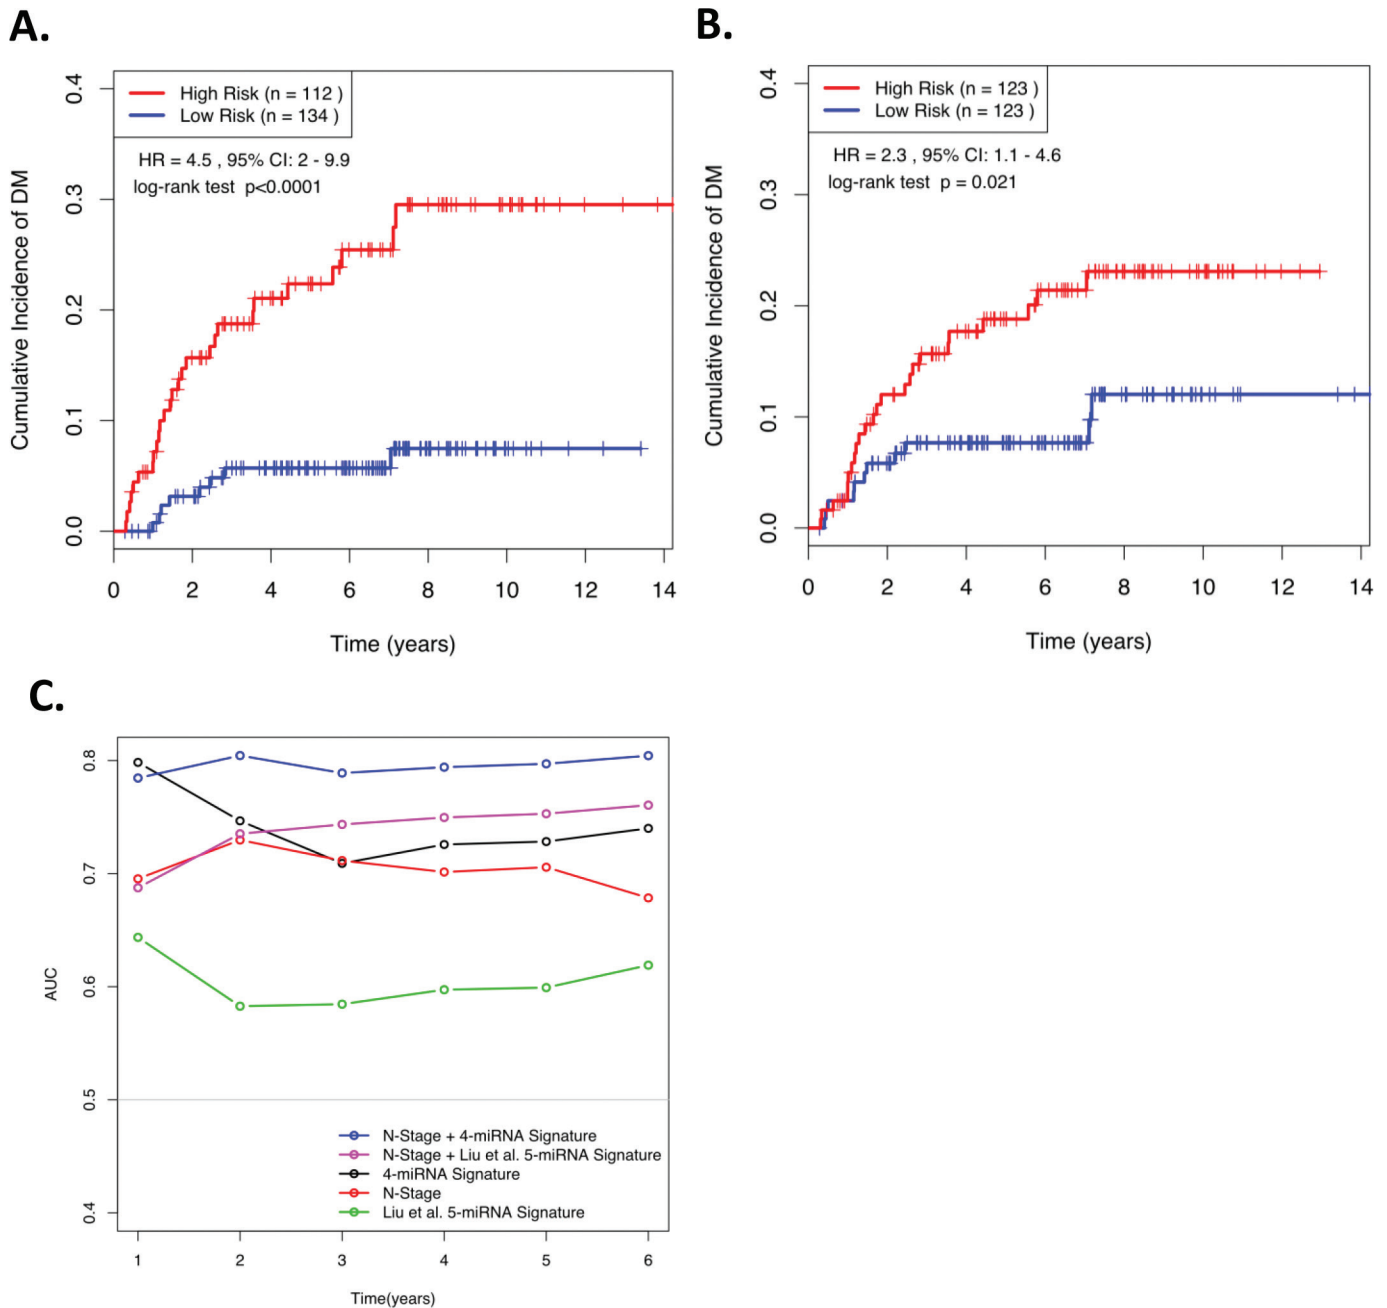 A.
High Risk (n = 112 )
Low Risk (n = 134 )
HR = 4.5 , 95% CI: 2 - 9.9
log-rank test p<0.0001
Cumulative Incidence of DM
0.4
0.3
0.2
0.1
0.0
0 2 4 6 8 10 12 14
Time (years)
B.
High Risk (n = 123 )
Low Risk (n = 123 )
HR = 2.3 , 95% CI: 1.1 - 4.6
log-rank test p = 0.021
Cumulative Incidence of DM
0.4
0.3
0.2
0.1
0.0
0 2 4 6 8 10 12 14
Time (years)
C.
AUC
0.8
0.7
0.6
0.5
0.4
N-Stage + 4-miRNA Signature
N-Stage + Liu et al. 5-miRNA Signature
4-miRNA Signature
N-Stage
Liu et al. 5-miRNA Signature
1 2 3 4 5 6
Time(years)